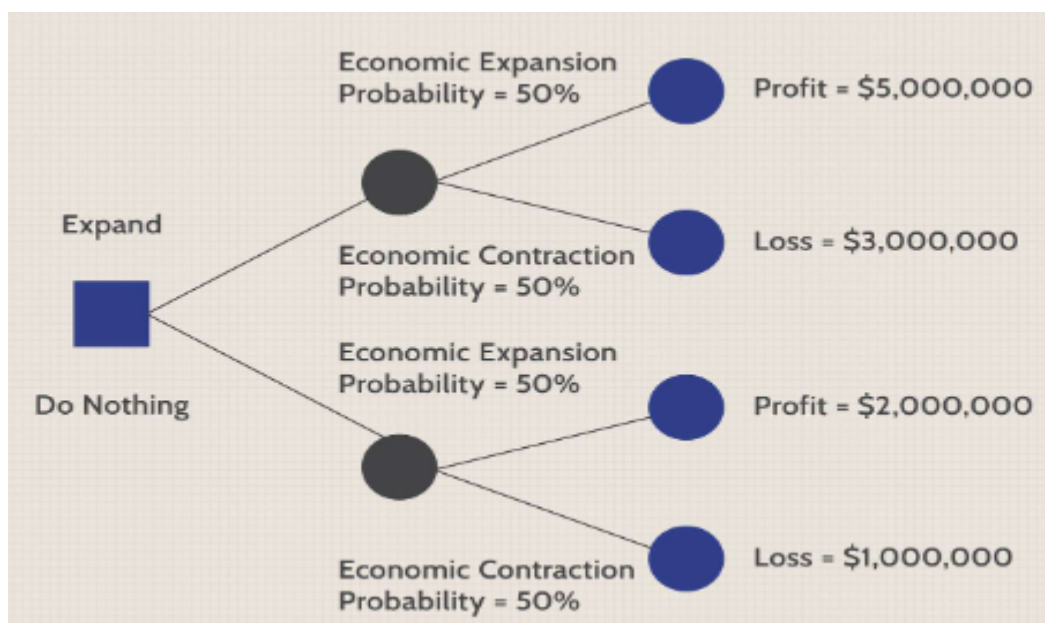 Economic Expansion
Probability = 50%
Profit = $5,000,000
Expand
Economic Contraction
Probability = 50%
Loss = $3,000,000
Do Nothing
Economic Expansion
Probability = 50%
Profit = $2,000,000
Economic Contraction
Probability = 50%
Loss = $1,000,000